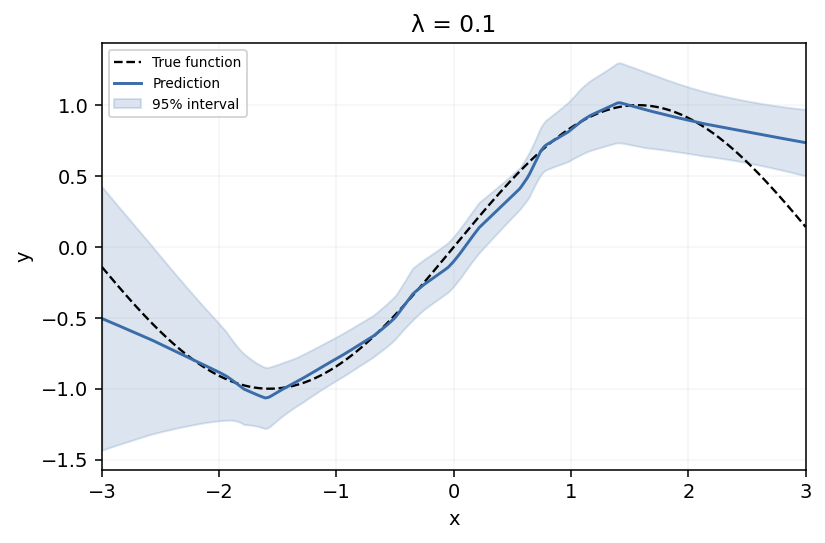 λ = 0.1
True function
Prediction
95% interval
1.0
0.5
0.0
−0.5
−1.0
−1.5
y
−3 −2 −1 0 1 2 3
x